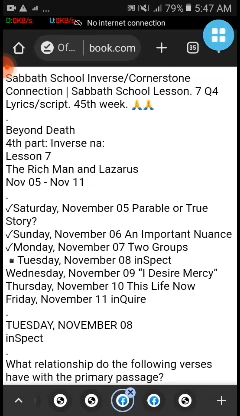 0:0KB/s
U:0KB/s
79%
5:47 AM
No internet connection
Of...
book.com
35
Sabbath School Inverse/Cornerstone
Connection | Sabbath School Lesson. 7 Q4
Lyrics/script. 45th week. 🙏🙏
.
Beyond Death
4th part: Inverse na:
Lesson 7
The Rich Man and Lazarus
Nov 05 - Nov 11
.
✓Saturday, November 05 Parable or True
Story?
✓Sunday, November 06 An Important Nuance
✓Monday, November 07 Two Groups
▪Tuesday, November 08 inSpect
Wednesday, November 09 “I Desire Mercy”
Thursday, November 10 This Life Now
Friday, November 11 inQuire
.
TUESDAY, NOVEMBER 08
inSpect
.
What relationship do the following verses
have with the primary passage?